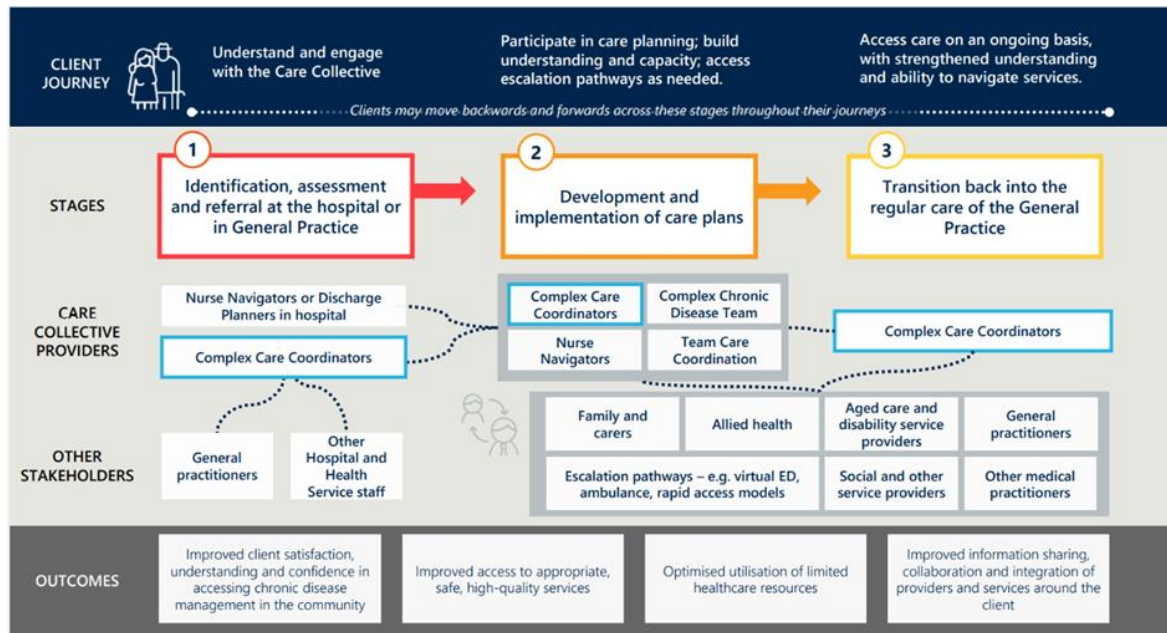 CLIENT
JOURNEY
Understand and engage
with the Care Collective
Participate in care planning; build
understanding and capacity; access
escalation pathways as needed.
Access care on an ongoing basis,
with strengthened understanding
and ability to navigate services.
Clients may move backwards and forwards across these stages throughout their journeys
STAGES
1
Identification, assessment
and referral at the hospital or
in General Practice
2
Development and
implementation of care plans
3
Transition back into the
regular care of the General
Practice
CARE
COLLECTIVE
PROVIDERS
Nurse Navigators or Discharge
Planners in hospital
Complex Care Coordinators
Complex Care
Coordinators
Complex Chronic
Disease Team
Nurse
Navigators
Team Care
Coordination
Complex Care Coordinators
OTHER
STAKEHOLDERS
General
practitioners
Other
Hospital and
Health
Service staff
Family and
carers
Allied health
Aged care and
disability service
providers
General
practitioners
Escalation pathways – e.g. virtual ED,
ambulance, rapid access models
Social and other
service providers
Other medical
practitioners
OUTCOMES
Improved client satisfaction,
understanding and confidence in
accessing chronic disease
management in the community
Improved access to appropriate,
safe, high-quality services
Optimised utilisation of limited
healthcare resources
Improved information sharing,
collaboration and integration of
providers and services around the
client